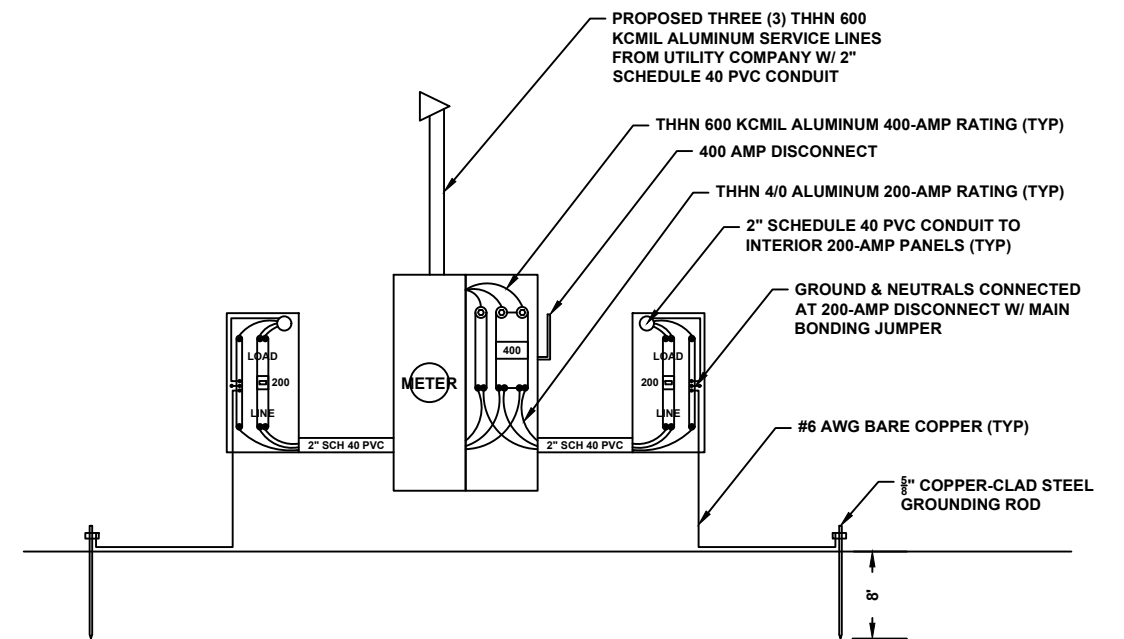 PROPOSED THREE (3) THHN 600
KCMIL ALUMINUM SERVICE LINES
FROM UTILITY COMPANY W/ 2"
SCHEDULE 40 PVC CONDUIT
THHN 600 KCMIL ALUMINUM 400-AMP RATING (TYP)
400 AMP DISCONNECT
THHN 4/0 ALUMINUM 200-AMP RATING (TYP)
2" SCHEDULE 40 PVC CONDUIT TO
INTERIOR 200-AMP PANELS (TYP)
GROUND & NEUTRALS CONNECTED
AT 200-AMP DISCONNECT W/ MAIN
BONDING JUMPER
LOAD
200
LINE
2" SCH 40 PVC
METER
400
2" SCH 40 PVC
LOAD
200
LINE
#6 AWG BARE COPPER (TYP)
5/8" COPPER-CLAD STEEL
GROUNDING ROD
8'